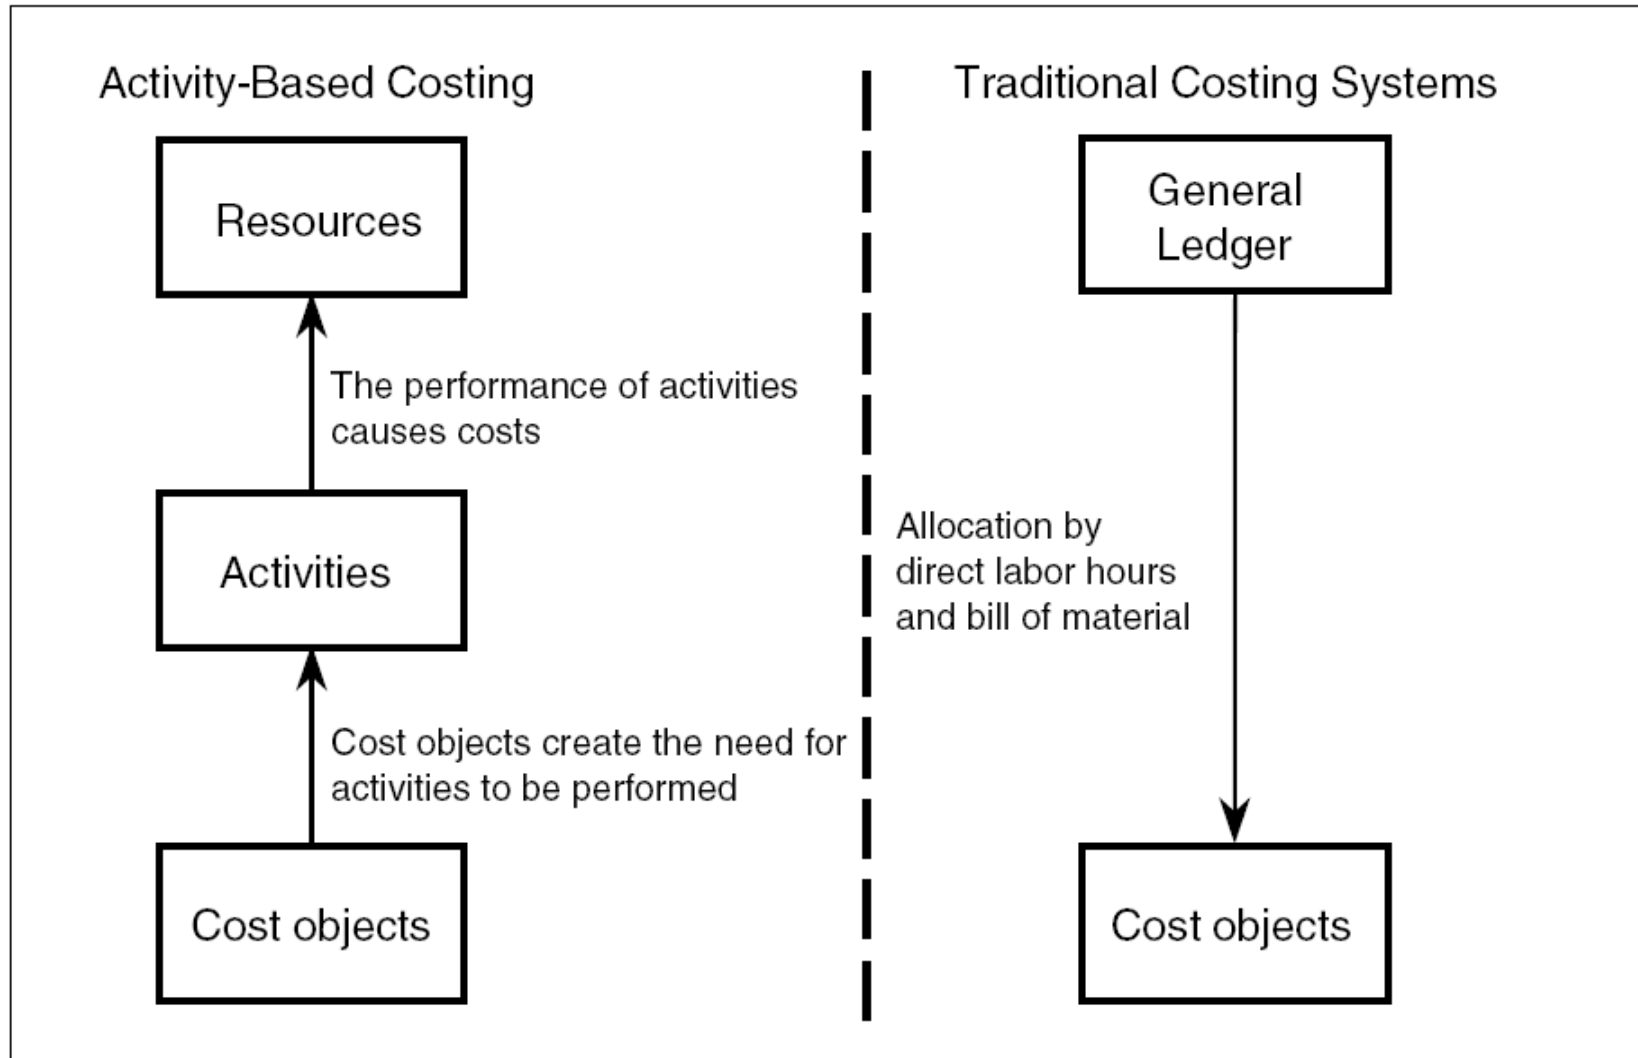 Activity-Based Costing
Resources
The performance of activities
causes costs
Activities
Cost objects create the need for
activities to be performed
Cost objects
Traditional Costing Systems
General
Ledger
Allocation by
direct labor hours
and bill of material
Cost objects